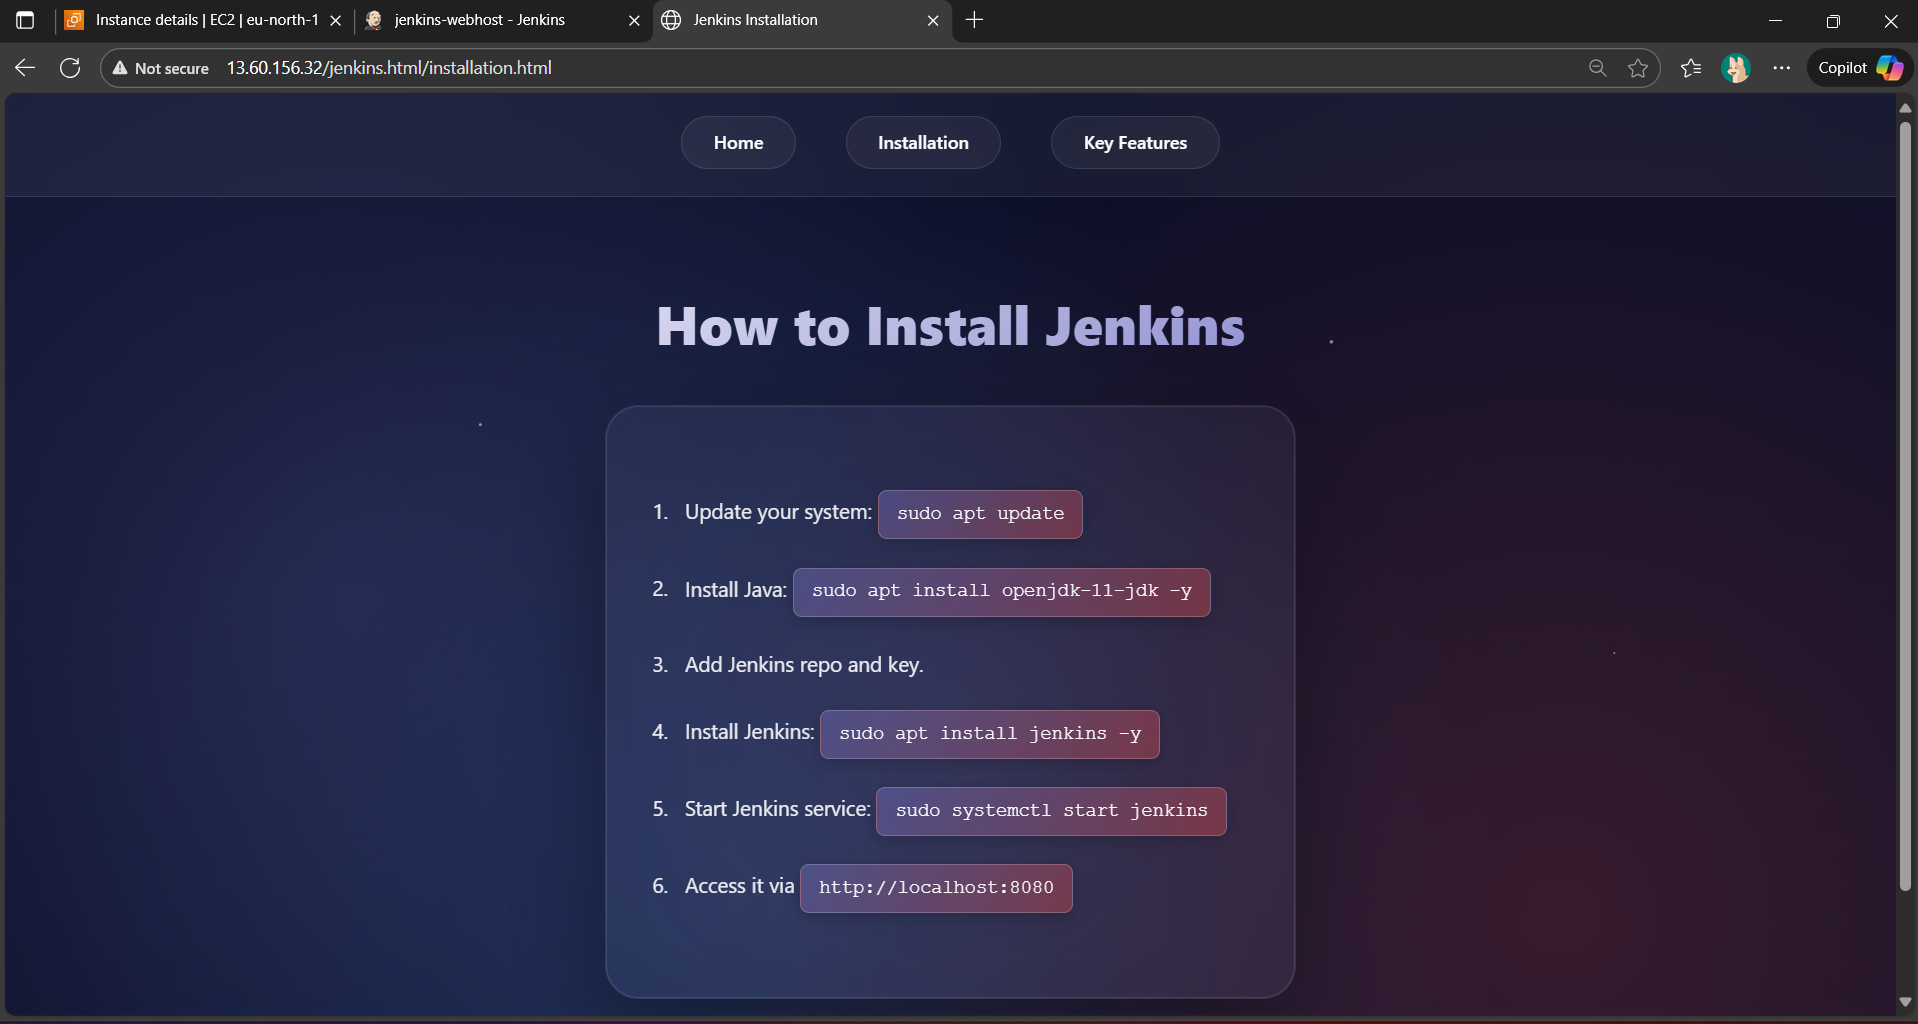 Instance details | EC2 | eu-north-1
jenkins-webhost - Jenkins
Jenkins Installation
Not secure
13.60.156.32/jenkins.html/installation.html
Copilot
Home
Installation
Key Features
How to Install Jenkins
1. Update your system: sudo apt update
2. Install Java: sudo apt install openjdk-11-jdk -y
3. Add Jenkins repo and key.
4. Install Jenkins: sudo apt install jenkins -y
5. Start Jenkins service: sudo systemctl start jenkins
6. Access it via http://localhost:8080